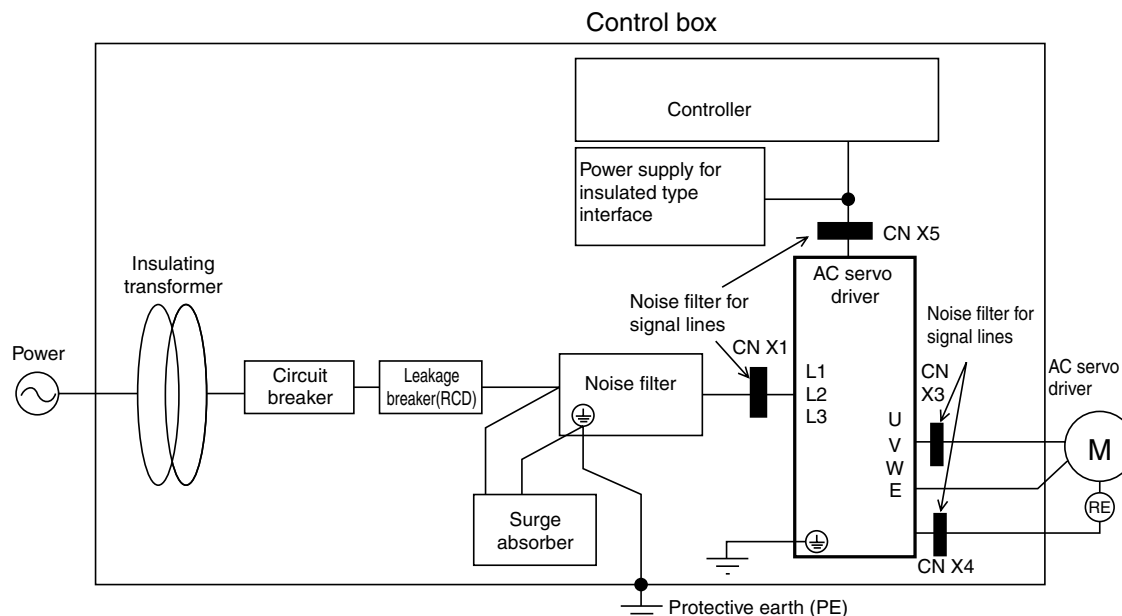 Control box
Controller
Power supply for
insulated type
interface
CN X5
Insulating
transformer
AC servo
driver
Noise filter for
signal lines
Noise filter for
signal lines
Power
CN X1
CN
X3
AC servo
driver
Circuit
breaker
Leakage
breaker(RCD)
Noise filter
L1
L2
L3
U
V
W
E
M
RE
Surge
absorber
CN X4
Protective earth (PE)